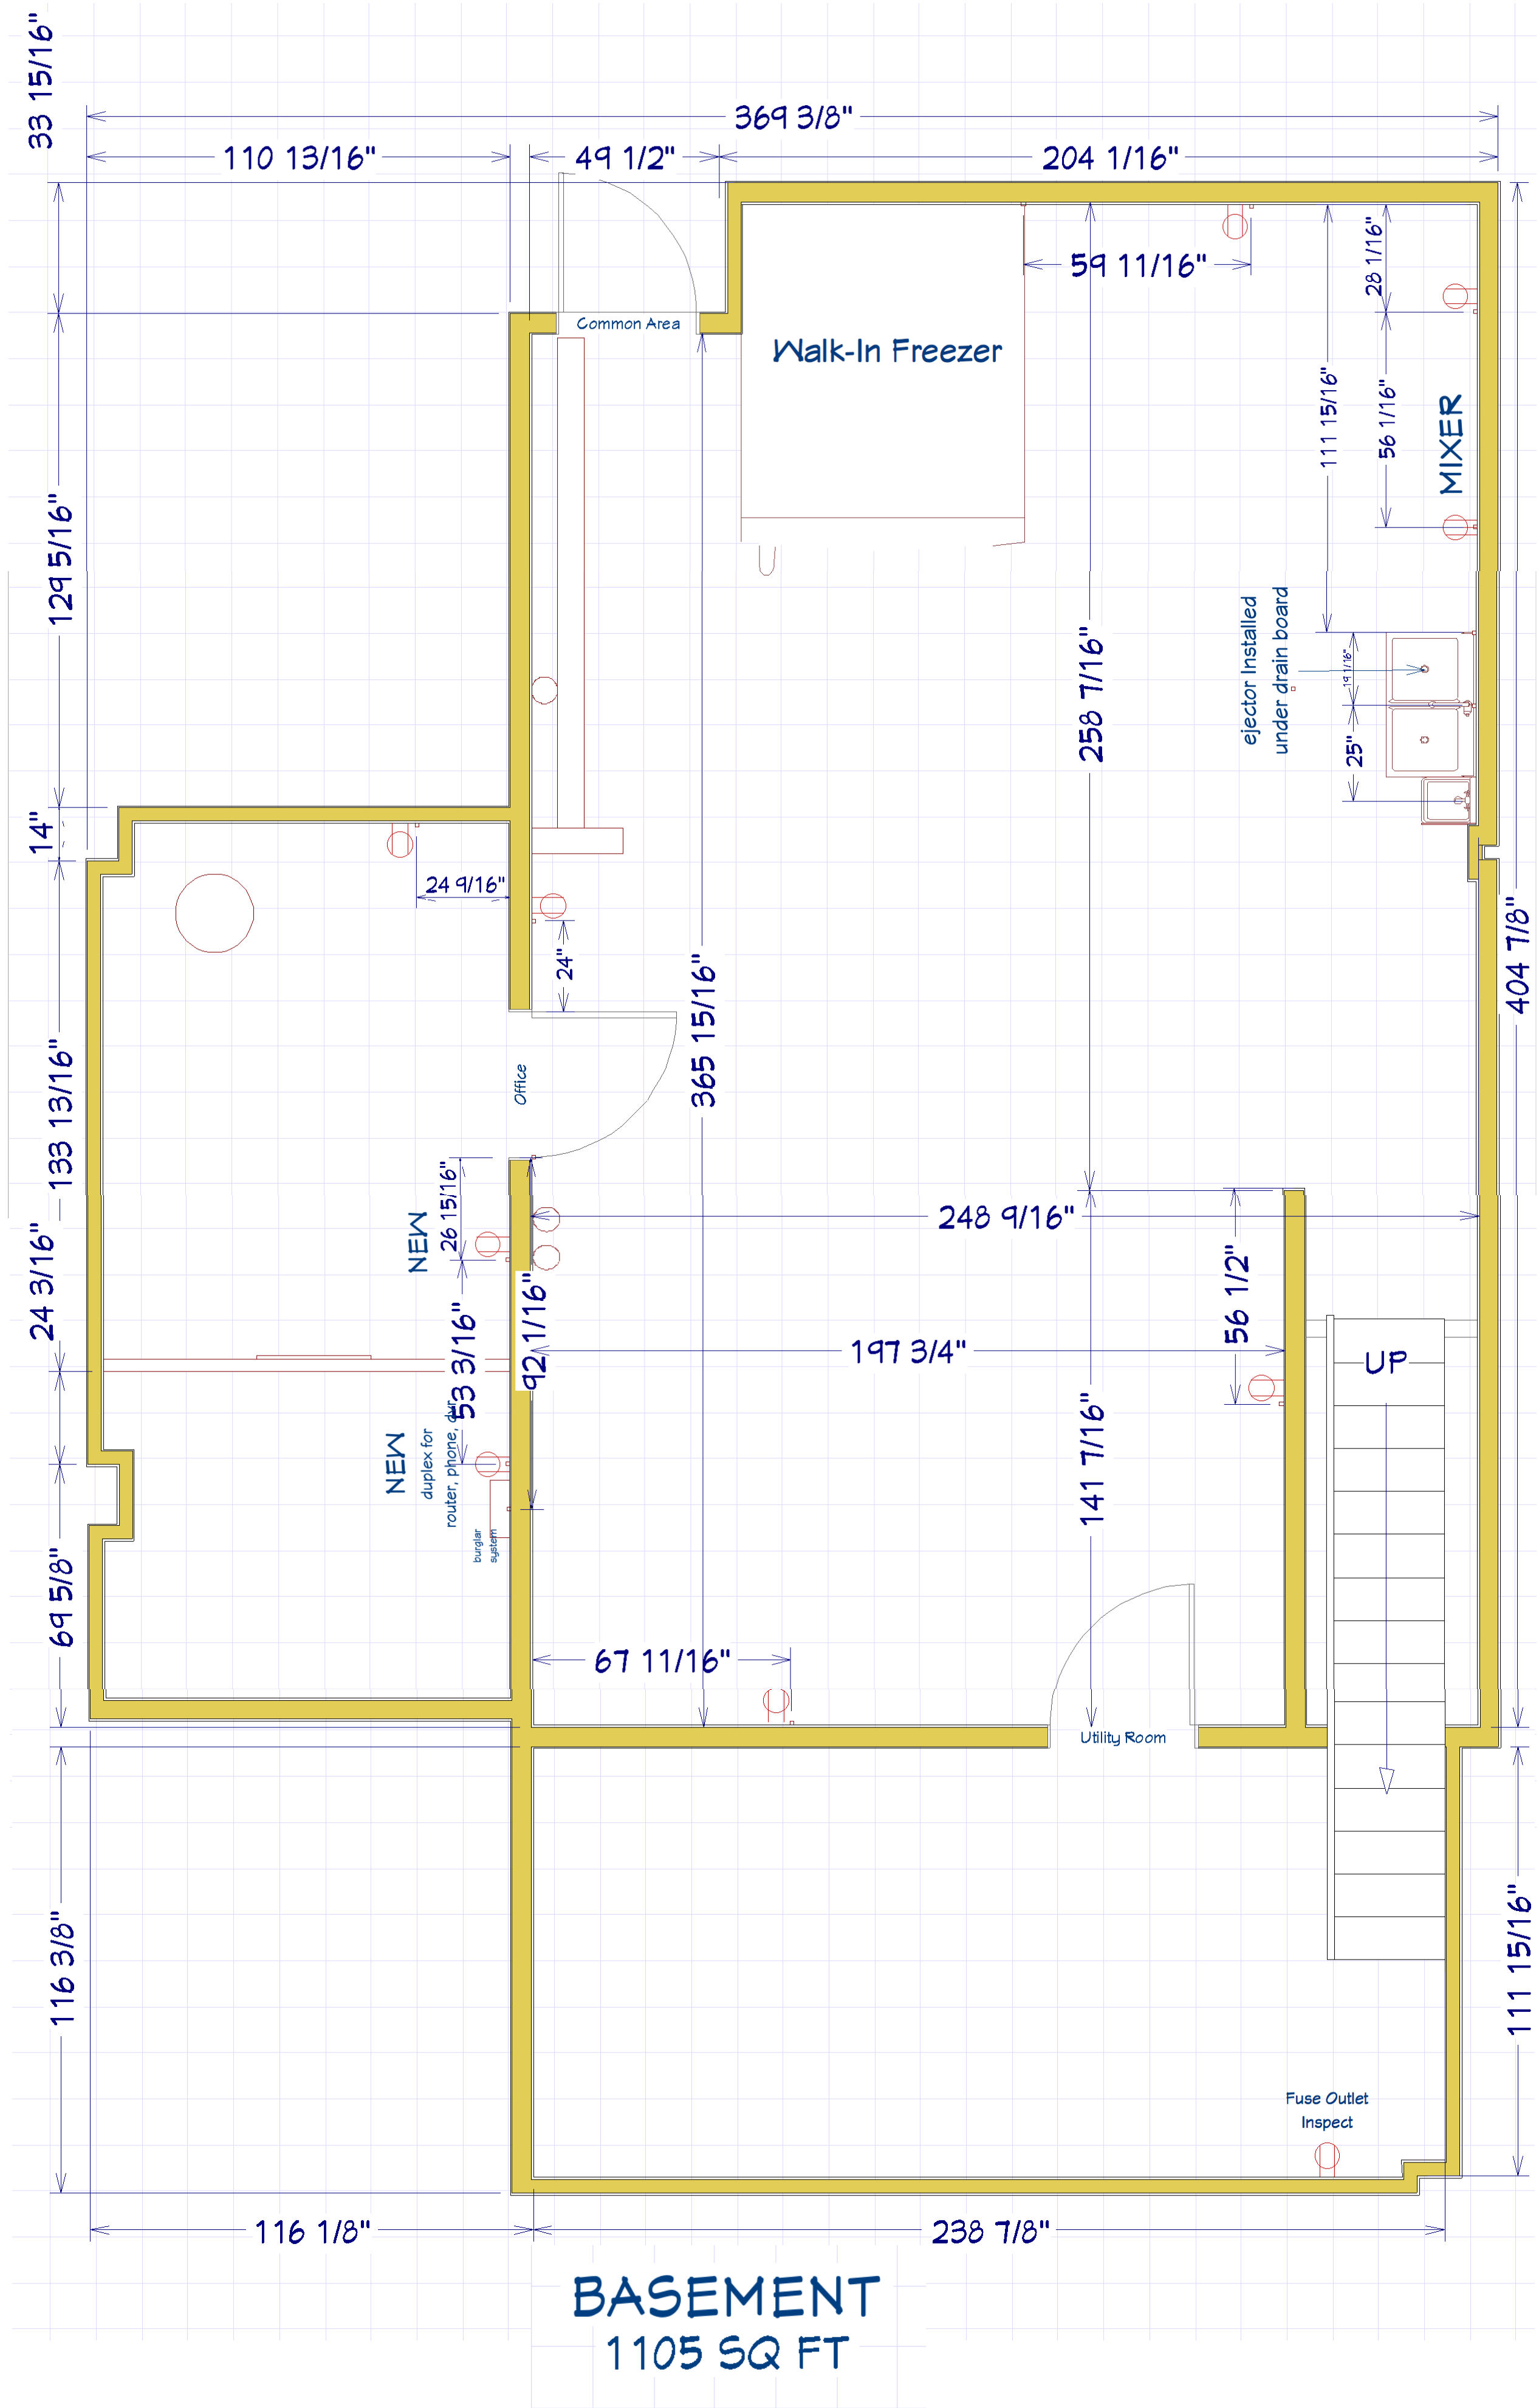 33 15/16"
369 3/8"
110 13/16"
49 1/2"
204 1/16"
59 11/16"
28 1/16"
Common Area
Walk-In Freezer
111 15/16"
56 1/16"
MIXER
129 5/16"
258 7/16"
ejector Installed
under drain board
19 1/16"
25"
14"
24 9/16"
24"
404 7/8"
365 15/16"
Office
133 13/16"
26 15/16"
NEW
248 9/16"
24 3/16"
92 1/16"
56 1/2"
53 3/16"
197 3/4"
UP
NEW
duplex for
router, phone, dvr
141 7/16"
burglar
system
69 5/8"
67 11/16"
Utility Room
116 3/8"
111 15/16"
Fuse Outlet
Inspect
116 1/8"
238 7/8"
BASEMENT
1105 SQ FT